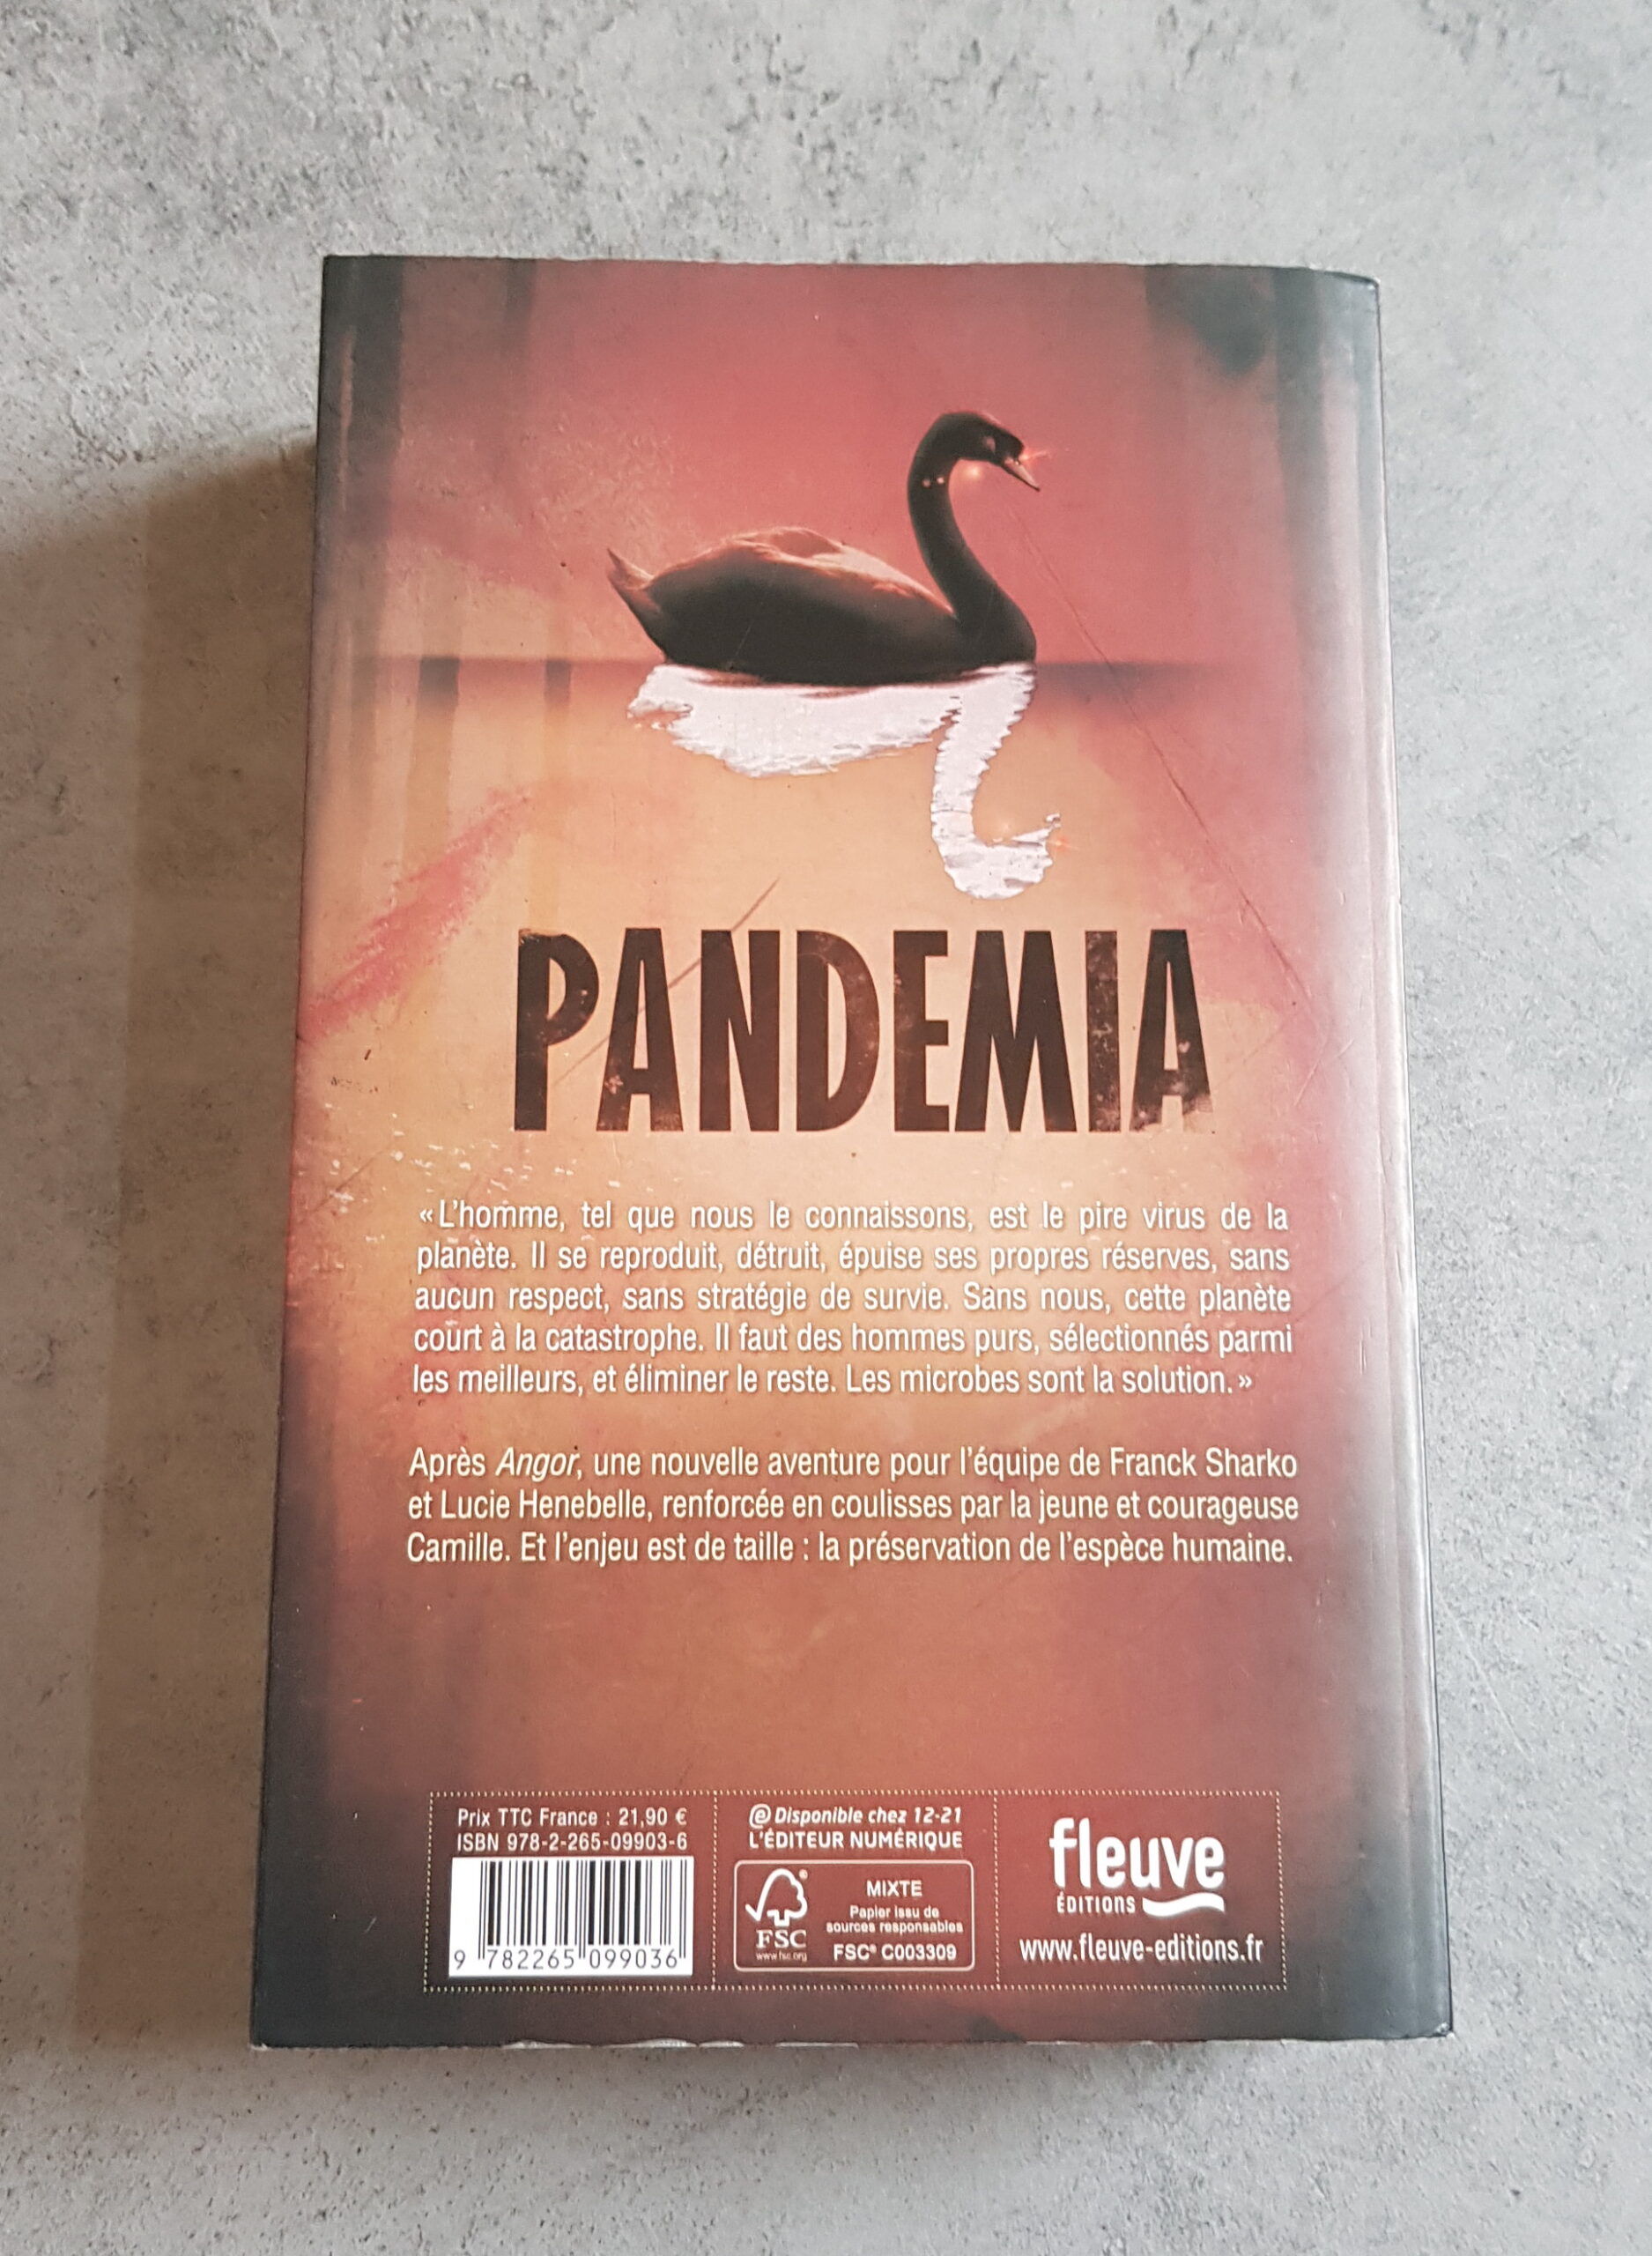 PANDEMIA
« L'homme, tel que nous le connaissons, est le pire virus de la
planète. Il se reproduit, détruit, épuise ses propres réserves, sans
aucun respect, sans stratégie de survie. Sans nous, cette planète
court à la catastrophe. Il faut des hommes purs, sélectionnés parmi
les meilleurs, et éliminer le reste. Les microbes sont la solution. »
Après Angor, une nouvelle aventure pour l'équipe de Franck Sharko
et Lucie Henebelle, renforcée en coulisses par la jeune et courageuse
Camille. Et l'enjeu est de taille : la préservation de l'espèce humaine.
Prix TTC France : 21,90 €
ISBN 978-2-265-09903-6
9 782265 099036
@ Disponible chez 12-21
L'ÉDITEUR NUMÉRIQUE
FSC
www.fsc.org
MIXTE
Papier issu de
sources responsables
FSC® C003309
fleuve
ÉDITIONS
www.fleuve-editions.fr